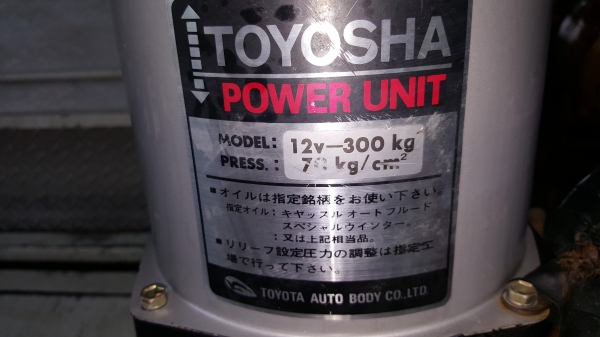 TOYOSHA
POWER UNIT
MODEL: 12v-300 kg
PRESS.: kg/cm²
■オイルは指定銘柄をお使い下さい。
指定オイル: キヤッスル オートフルード
スペシャルウインター。
:又は上記相当品。
■リリーフ設定圧力の調整は指定工
場で行って下さい。
TOYOTA AUTO BODY CO.,LTD.